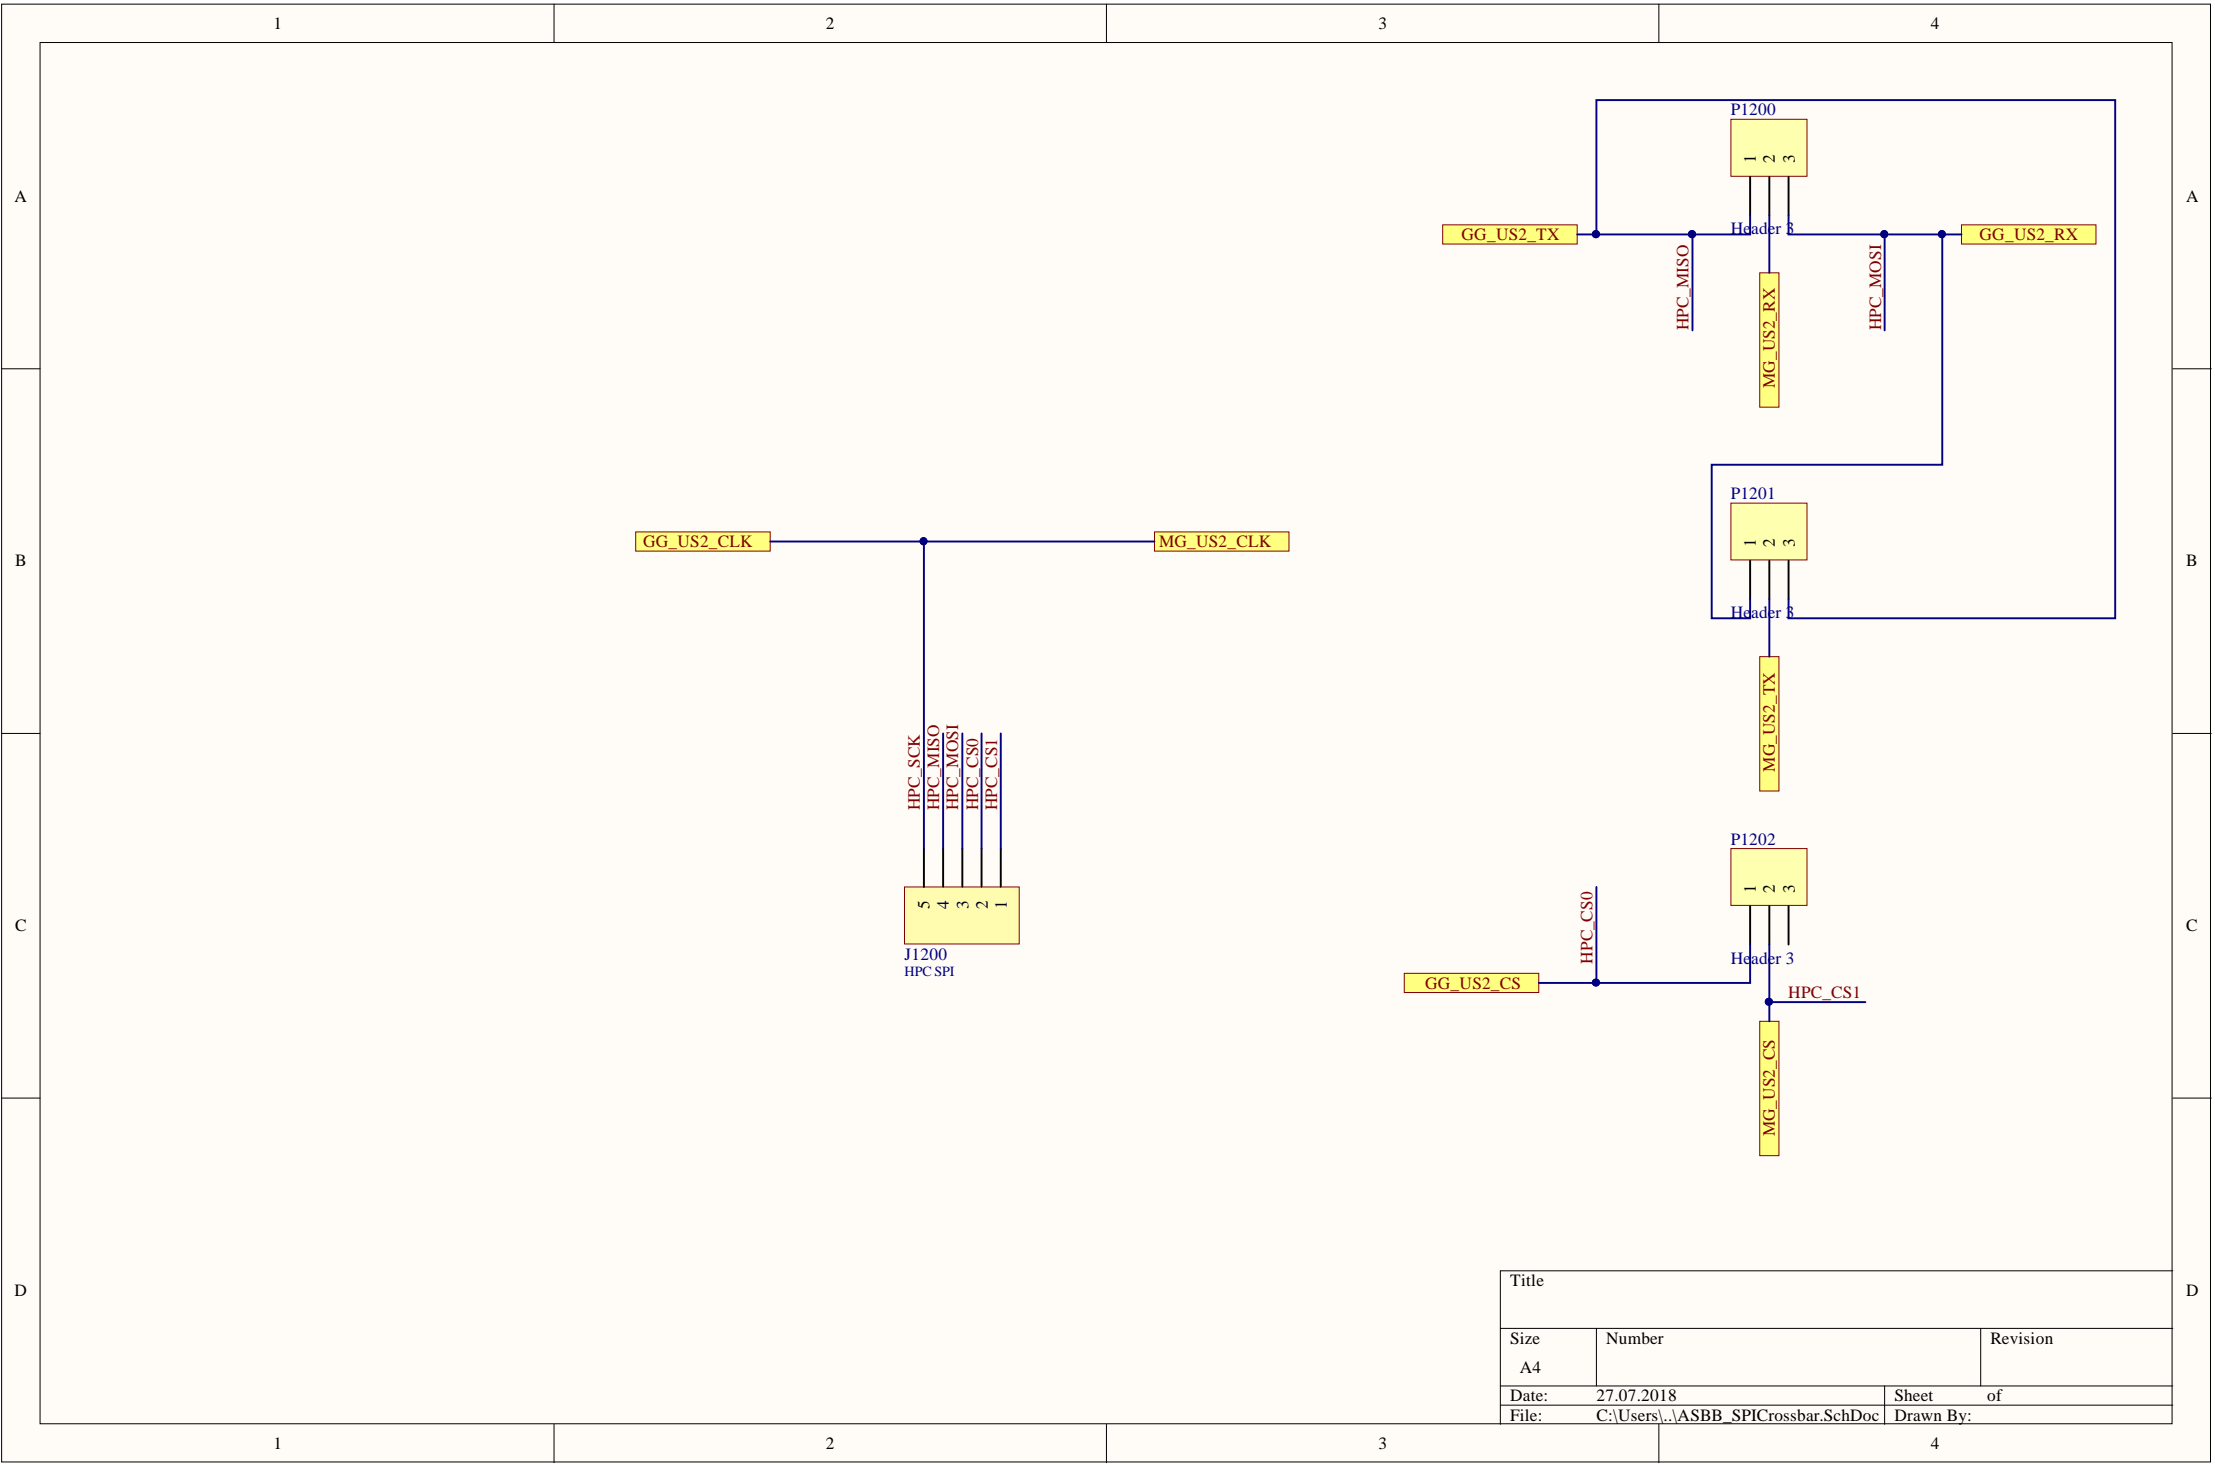 1 2 3 4
P1200
1 2 3
A A
Header 3
GG_US2_TX GG_US2_RX
HPC_MISO
HPC_MOSI
MG_US2_RX
P1201
1 2 3
GG_US2_CLK MG_US2_CLK
B B
Header 3
MG_US2_TX
HPC_SCK
HPC_MISO
HPC_MOSI
HPC_CS0
HPC_CS1
P1202
1 2 3
5 4 3 2 1
C C
J1200
HPC SPI
HPC_CS0
Header 3
GG_US2_CS
HPC_CS1
MG_US2_CS
D D
Title
Size Number Revision
A4
Date: 27.07.2018 Sheet of
File: C:\Users\..\ASBB_SPICrossbar.SchDoc Drawn By:
1 2 3 4